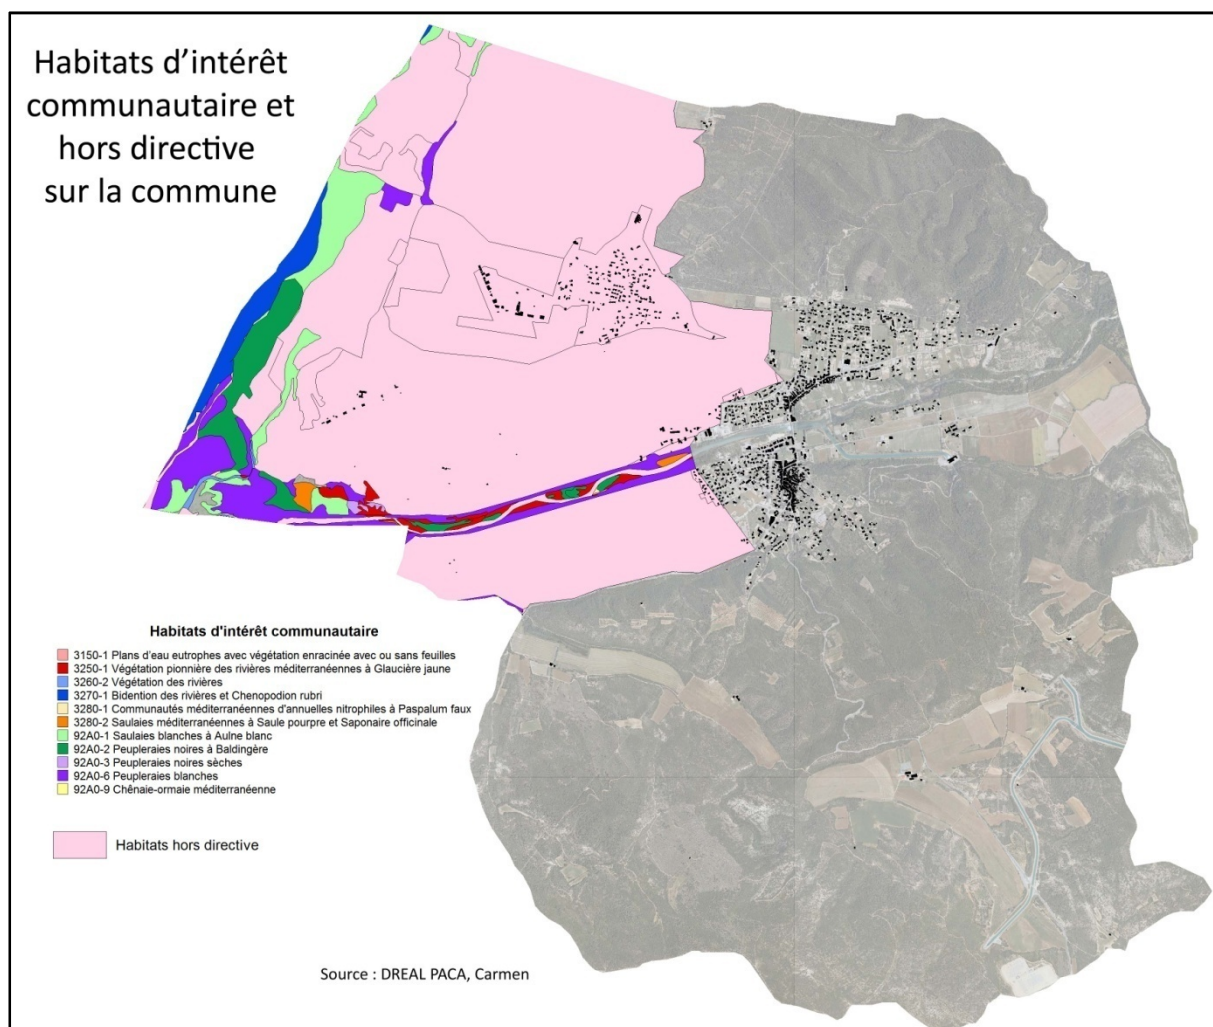 Habitats d’intérêt
communautaire et
hors directive
sur la commune
Habitats d'intérêt communautaire
3150-1 Plans d'eau eutrophes avec végétation enracinée avec ou sans feuilles
3250-1 Végétation pionnière des rivières méditerranéennes à Glaucière jaune
3260-2 Végétation des rivières
3270-1 Bidention des rivières et Chenopodion rubri
3280-1 Communautés méditerranéennes d'annuelles nitrophiles à Paspalum faux
3280-2 Saulaies méditerranéennes à Saule pourpre et Saponaire officinale
92A0-1 Saulaies blanches à Aulne blanc
92A0-2 Peupleraies noires à Baldingère
92A0-3 Peupleraies noires sèches
92A0-6 Peupleraies blanches
92A0-9 Chênaie-ormaie méditerranéenne
Habitats hors directive
Source : DREAL PACA, Carmen